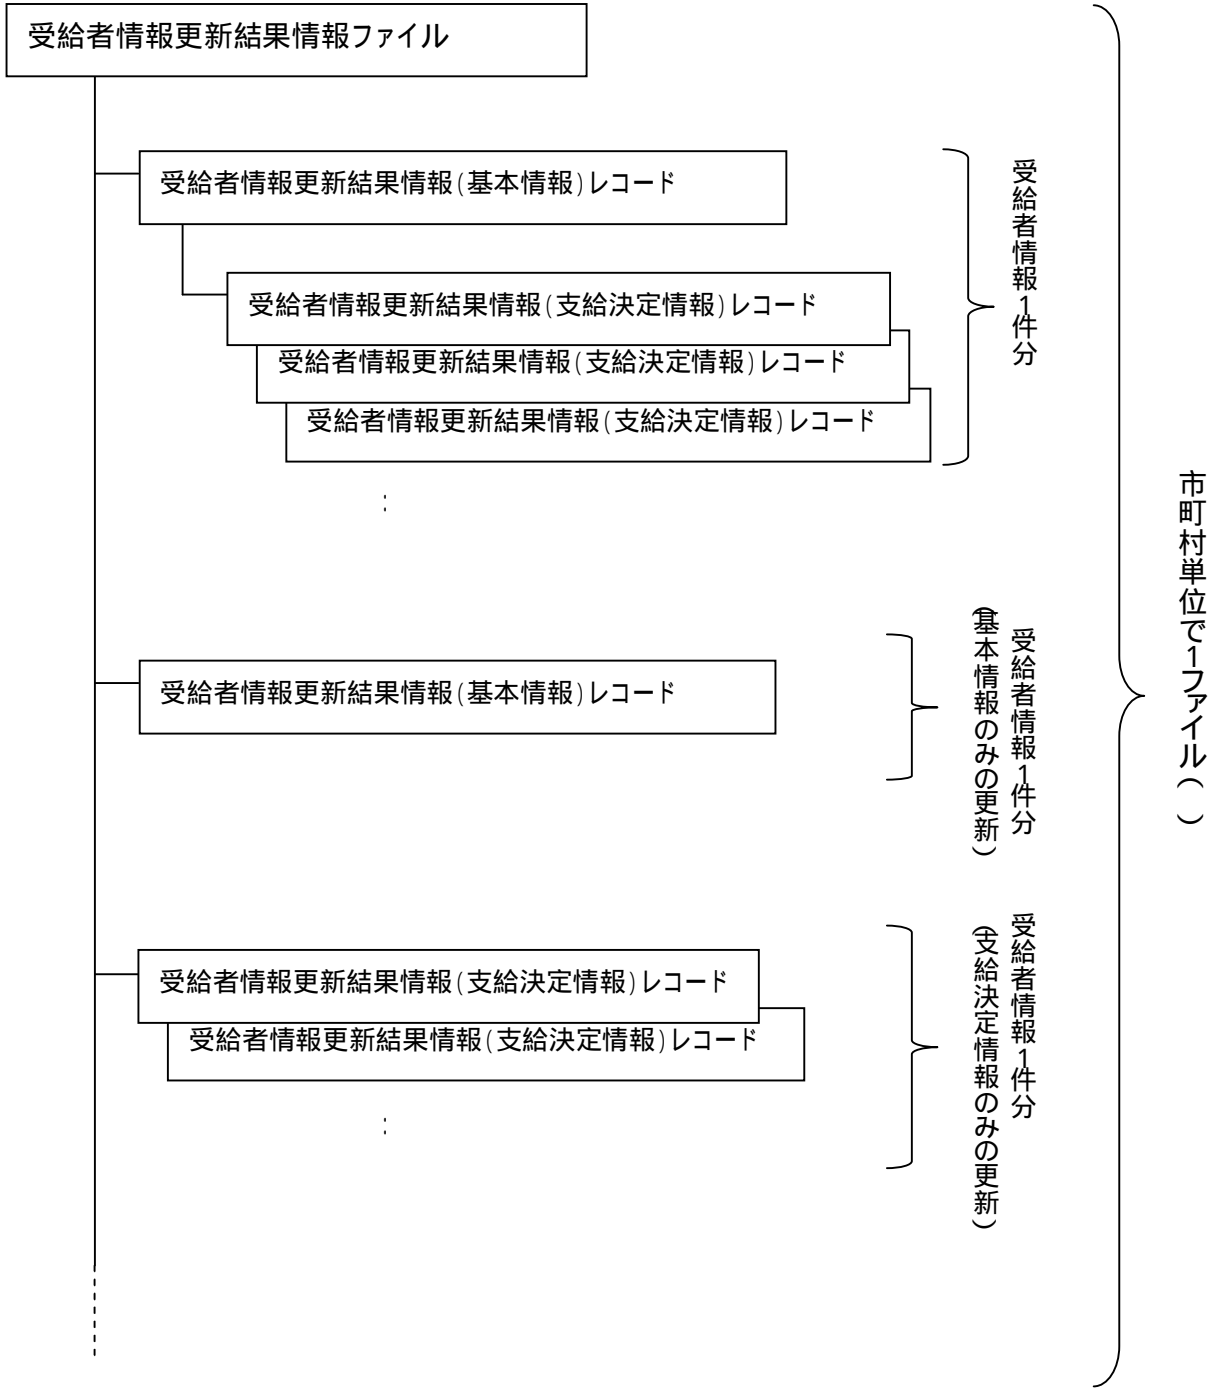 受給者情報更新結果情報ファイル
受給者情報更新結果情報(基本情報)レコード
受給者情報更新結果情報(支給決定情報)レコード
受給者情報更新結果情報(支給決定情報)レコード
受給者情報更新結果情報(支給決定情報)レコード
受給者情報1件分
受給者情報更新結果情報(基本情報)レコード
受給者情報1件分
(基本情報のみの更新)
受給者情報更新結果情報(支給決定情報)レコード
受給者情報更新結果情報(支給決定情報)レコード
受給者情報1件分
(支給決定情報のみの更新)
市町村単位で1ファイル( )